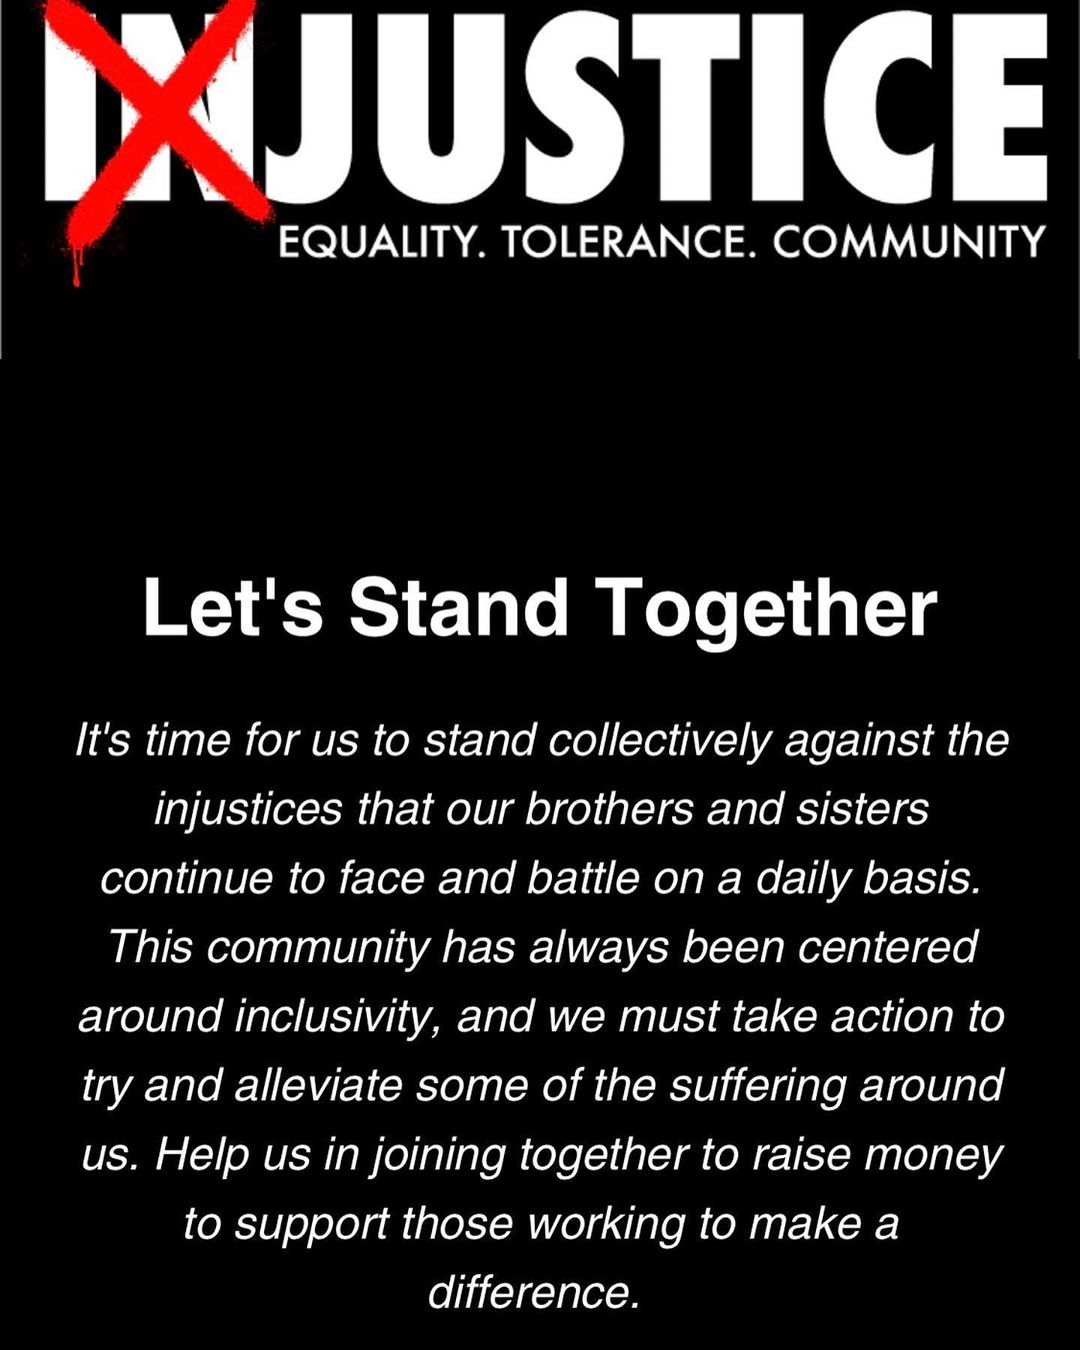 INJUSTICE
EQUALITY. TOLERANCE. COMMUNITY
Let's Stand Together
It's time for us to stand collectively against the
injustices that our brothers and sisters
continue to face and battle on a daily basis.
This community has always been centered
around inclusivity, and we must take action to
try and alleviate some of the suffering around
us. Help us in joining together to raise money
to support those working to make a
difference.